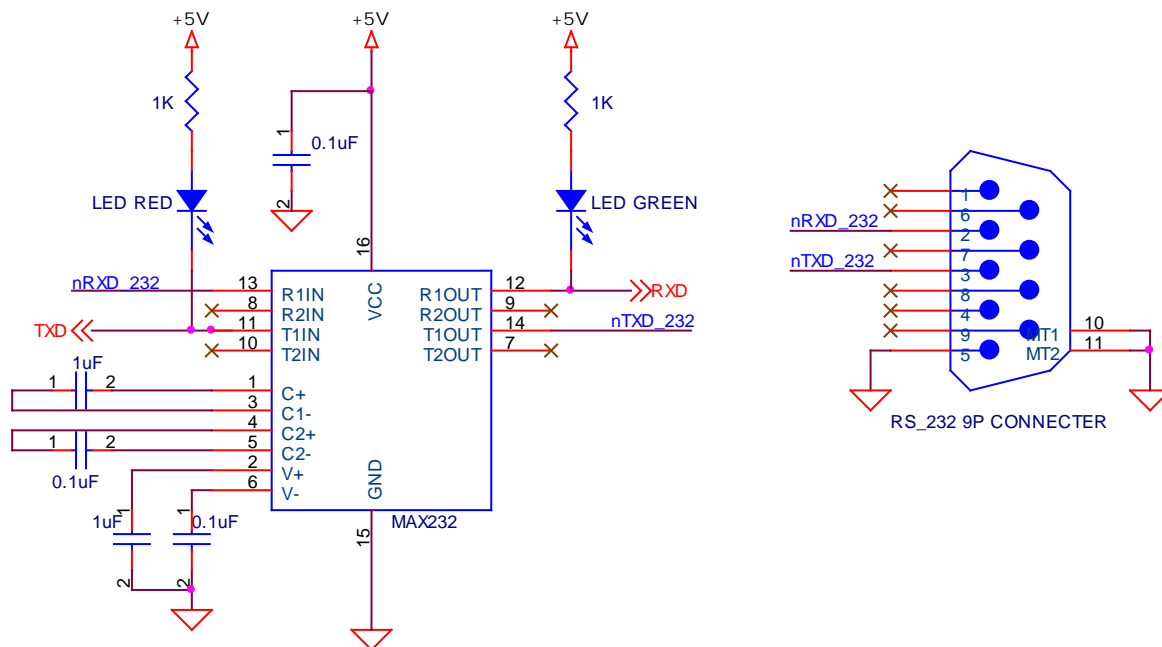 +5V
+5V
+5V
1K
1
0.1uF
2
1K
LED RED
LED GREEN
16
VCC
nRXD_232
13
R1IN
R1OUT
12
RXD
8
R2IN
R2OUT
9
TXD
11
T1IN
T1OUT
14
nTXD_232
10
T2IN
T2OUT
7
1uF
1
2
1
C+
3
C1-
4
C2+
1
2
5
C2-
0.1uF
2
V+
6
V-
GND
15
MAX232
1uF
1
2
1
0.1uF
2
1
6
nRXD_232
2
7
nTXD_232
3
8
4
9
MT1
10
5
MT2
11
RS_232 9P CONNECTER